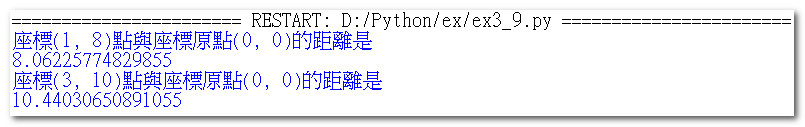 ======================= RESTART: D:/Python/ex/ex3_9.py =======================
座標(1, 8)點與座標原點(0, 0)的距離是
8.06225774829855
座標(3, 10)點與座標原點(0, 0)的距離是
10.44030650891055